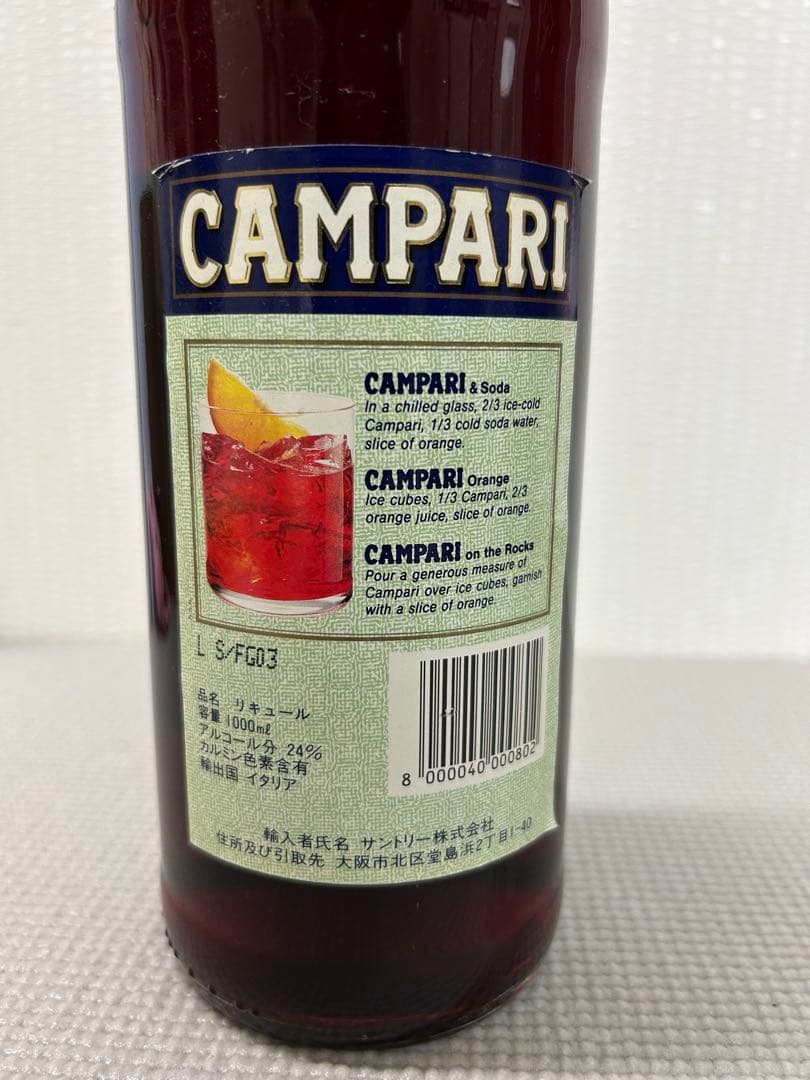 CAMPARI
CAMPARI & Soda
In a chilled glass, 2/3 ice-cold
Campari, 1/3 cold soda water,
slice of orange.
CAMPARI Orange
Ice cubes, 1/3 Campari, 2/3
orange juice, slice of orange.
CAMPARI on the Rocks
Pour a generous measure of
Campari over ice cubes, garnish
with a slice of orange.
L S/FG03
品名 リキュール
容量 1000mℓ
アルコール分 24%
カルミン色素含有
輸出国 イタリア
8 000040 000802
輸入者氏名 サントリー株式会社
住所及び引取先 大阪市北区堂島浜2丁目1-40